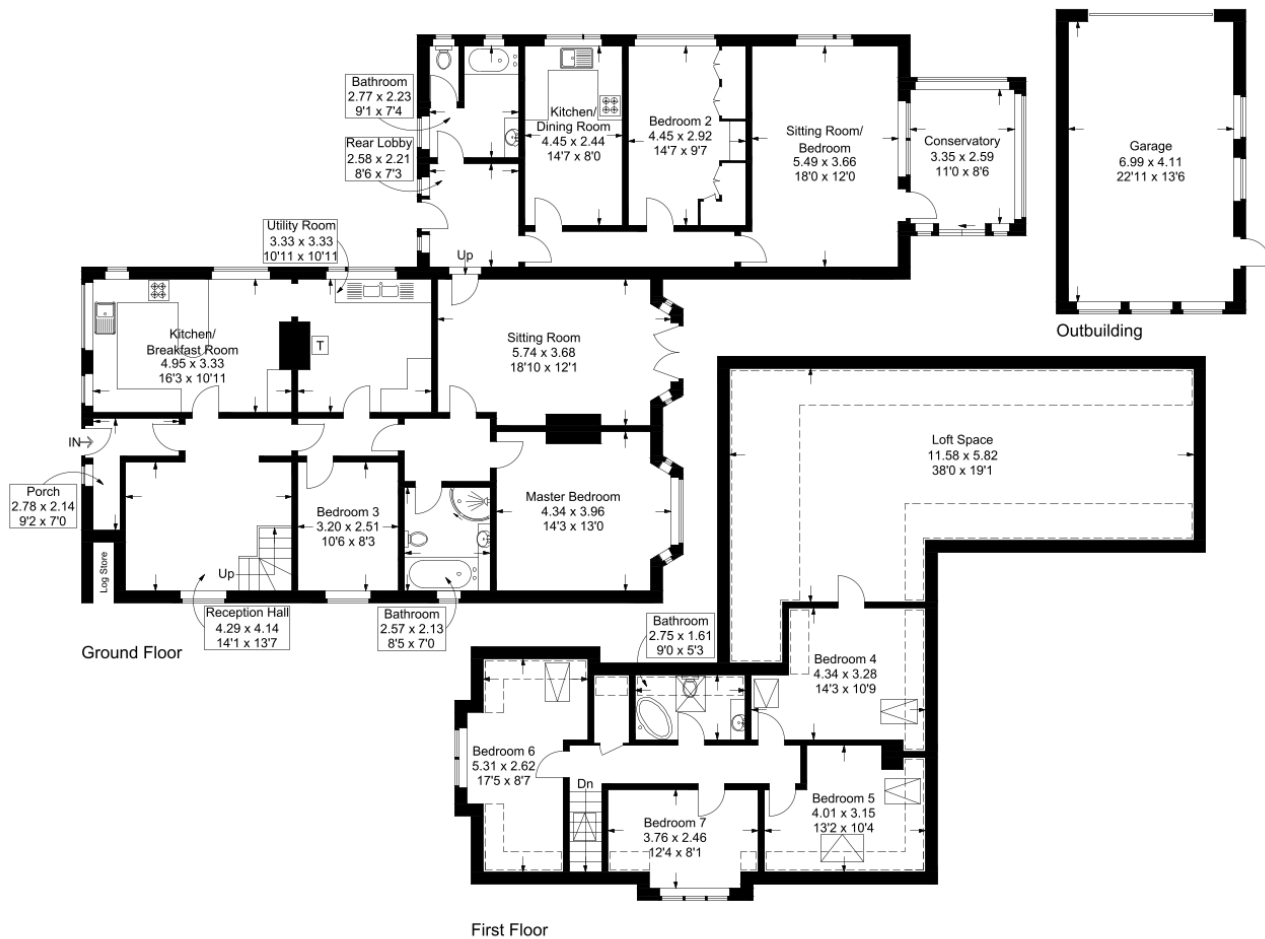 Bathroom
2.77 x 2.23
9'1 x 7'4
Rear Lobby
2.58 x 2.21
8'6 x 7'3
Kitchen/
Dining Room
4.45 x 2.44
14'7 x 8'0
Bedroom 2
4.45 x 2.92
14'7 x 9'7
Sitting Room/
Bedroom
5.49 x 3.66
18'0 x 12'0
Conservatory
3.35 x 2.59
11'0 x 8'6
Garage
6.99 x 4.11
22'11 x 13'6
Outbuilding
Utility Room
3.33 x 3.33
10'11 x 10'11
Up
Kitchen/
Breakfast Room
4.95 x 3.33
16'3 x 10'11
T
Sitting Room
5.74 x 3.68
18'10 x 12'1
IN
Porch
2.78 x 2.14
9'2 x 7'0
Log Store
Up
Reception Hall
4.29 x 4.14
14'1 x 13'7
Bedroom 3
3.20 x 2.51
10'6 x 8'3
Bathroom
2.57 x 2.13
8'5 x 7'0
Master Bedroom
4.34 x 3.96
14'3 x 13'0
Ground Floor
Loft Space
11.58 x 5.82
38'0 x 19'1
Bathroom
2.75 x 1.61
9'0 x 5'3
Bedroom 4
4.34 x 3.28
14'3 x 10'9
Bedroom 6
5.31 x 2.62
17'5 x 8'7
Dn
Bedroom 7
3.76 x 2.46
12'4 x 8'1
Bedroom 5
4.01 x 3.15
13'2 x 10'4
First Floor